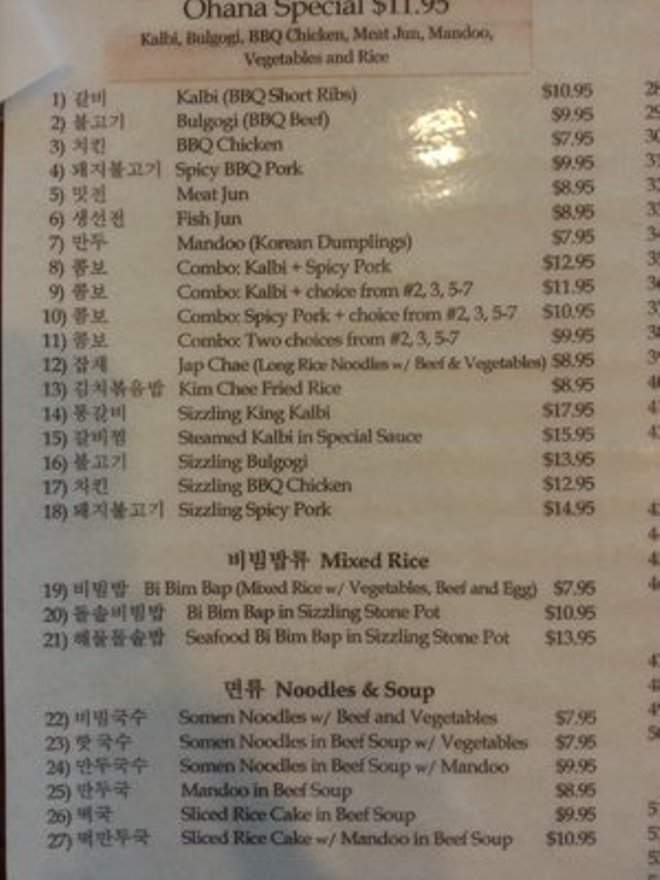 Ohana Special $11.95
Kalbi, Bulgogi, BBQ Chicken, Meat Jun, Mandoo,
Vegetables and Rice
1) 갈비 Kalbi (BBQ Short Ribs) $10.95
2) 불고기 Bulgogi (BBQ Beef) $9.95
3) 치킨 BBQ Chicken $7.95
4) 돼지불고기 Spicy BBQ Pork $9.95
5) 맛전 Meat Jun $8.95
6) 생선전 Fish Jun $8.95
7) 만두 Mandoo (Korean Dumplings) $7.95
8) 콤보 Combo: Kalbi + Spicy Pork $12.95
9) 콤보 Combo: Kalbi + choice from #2, 3, 5-7 $11.95
10) 콤보 Combo: Spicy Pork + choice from #2, 3, 5-7 $10.95
11) 콤보 Combo: Two choices from #2, 3, 5-7 $9.95
12) 잡채 Jap Chae (Long Rice Noodles w/ Beef & Vegetables) $8.95
13) 김치볶음밥 Kim Chee Fried Rice $8.95
14) 통갈비 Sizzling King Kalbi $17.95
15) 갈비찜 Steamed Kalbi in Special Sauce $15.95
16) 불고기 Sizzling Bulgogi $13.95
17) 치킨 Sizzling BBQ Chicken $12.95
18) 돼지불고기 Sizzling Spicy Pork $14.95
비빔밥류 Mixed Rice
19) 비빔밥 Bi Bim Bap (Mixed Rice w/ Vegetables, Beef and Egg) $7.95
20) 돌솥비빔밥 Bi Bim Bap in Sizzling Stone Pot $10.95
21) 해물돌솥밥 Seafood Bi Bim Bap in Sizzling Stone Pot $13.95
면류 Noodles & Soup
22) 비빔국수 Somen Noodles w/ Beef and Vegetables $7.95
23) 핫국수 Somen Noodles in Beef Soup w/ Vegetables $7.95
24) 만두국수 Somen Noodles in Beef Soup w/ Mandoo $9.95
25) 만두국 Mandoo in Beef Soup $8.95
26) 떡국 Sliced Rice Cake in Beef Soup $9.95
27) 떡만두국 Sliced Rice Cake w/ Mandoo in Beef Soup $10.95